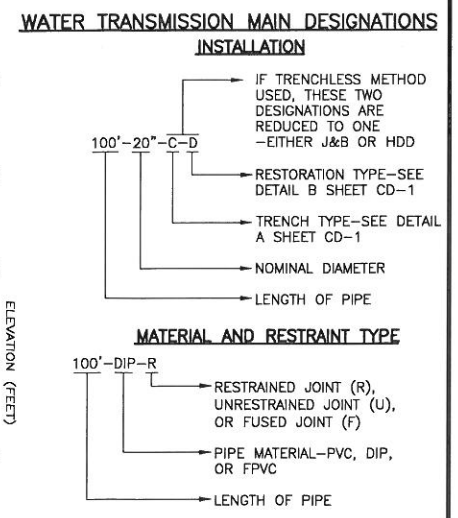 WATER TRANSMISSION MAIN DESIGNATIONS
INSTALLATION
IF TRENCHLESS METHOD
USED, THESE TWO
DESIGNATIONS ARE
REDUCED TO ONE
-EITHER J&B OR HDD
100'-20"-C-D
RESTORATION TYPE-SEE
DETAIL B SHEET CD-1
TRENCH TYPE-SEE DETAIL
A SHEET CD-1
NOMINAL DIAMETER
LENGTH OF PIPE
ELEVATION (FEET)
MATERIAL AND RESTRAINT TYPE
100'-DIP-R
RESTRAINED JOINT (R),
UNRESTRAINED JOINT (U),
OR FUSED JOINT (F)
PIPE MATERIAL-PVC, DIP,
OR FPVC
LENGTH OF PIPE